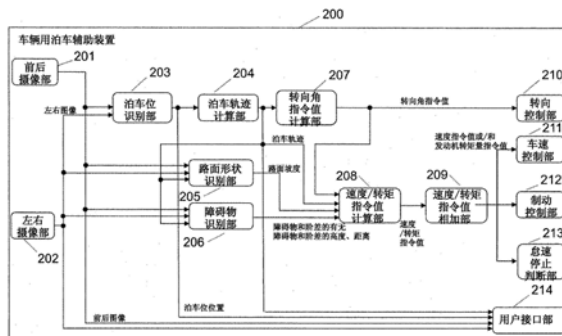 200
车辆用泊车辅助装置
201
前后
摄像部
203
泊车位
识别部
204
泊车轨迹
计算部
207
转向角
指令值
计算部
转向角指令值
210
转向
控制部
左右图像
泊车轨迹
211
速度指令值或/和
发动机转矩量指令值
车速
控制部
路面形状
识别部
205
路面坡度
208
速度/转矩
指令值
计算部
209
速度/转矩
指令值
相加部
212
制动
控制部
障碍物
识别部
206
障碍物和阶差的有无
障碍物和阶差的高度、距离
速度
/转矩
指令值
左右
摄像部
202
213
怠速
停止
判断部
214
泊车位位置
前后图像
用户接口部